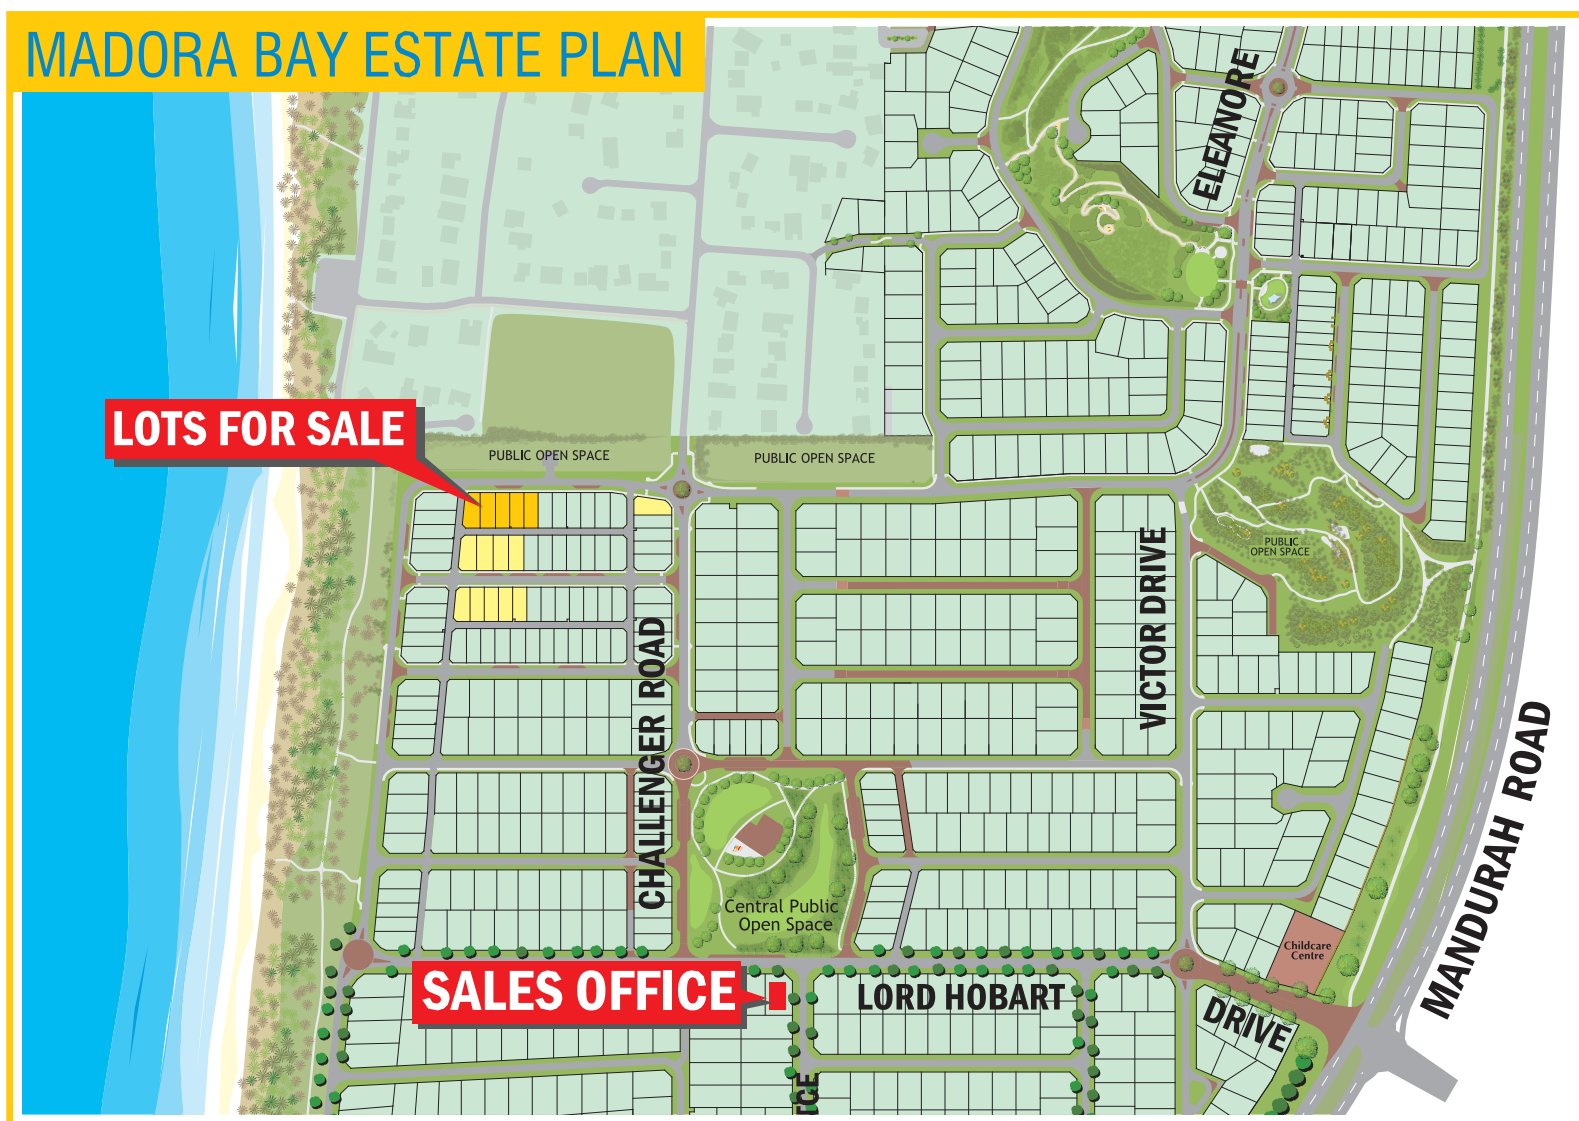 MADORA BAY ESTATE PLAN
ELEANORE
LOTS FOR SALE
PUBLIC OPEN SPACE
PUBLIC OPEN SPACE
PUBLIC
OPEN SPACE
VICTOR DRIVE
CHALLENGER ROAD
MANDURAH ROAD
Central Public
Open Space
Childcare
Centre
SALES OFFICE
LORD HOBART
DRIVE
TCE